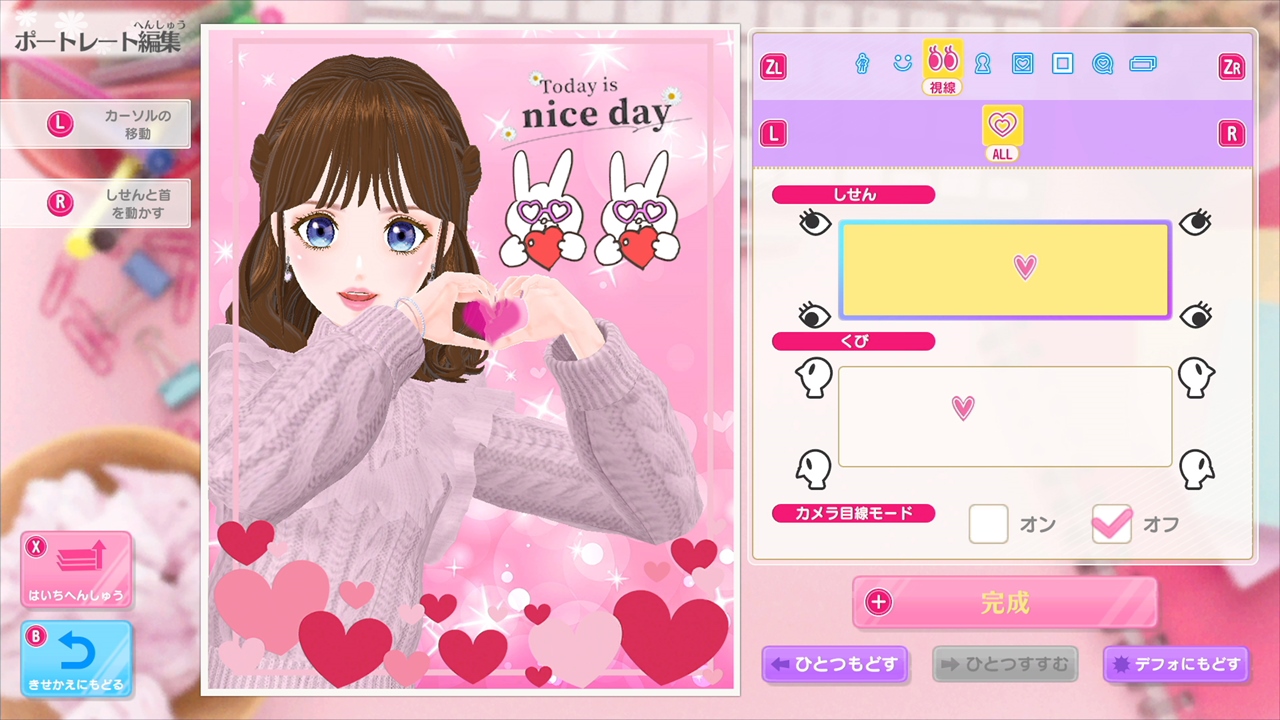 へんしゅう
ポートレート編集
L
カーソルの
移動
R
しせんと首
を動かす
X
はいちへんしゅう
B
きせかえにもどる
Today is
nice day
ZL
視線
ZR
L
ALL
R
しせん
くび
カメラ目線モード
オン
オフ
完成
ひとつもどす
ひとつすすむ
デフォにもどす